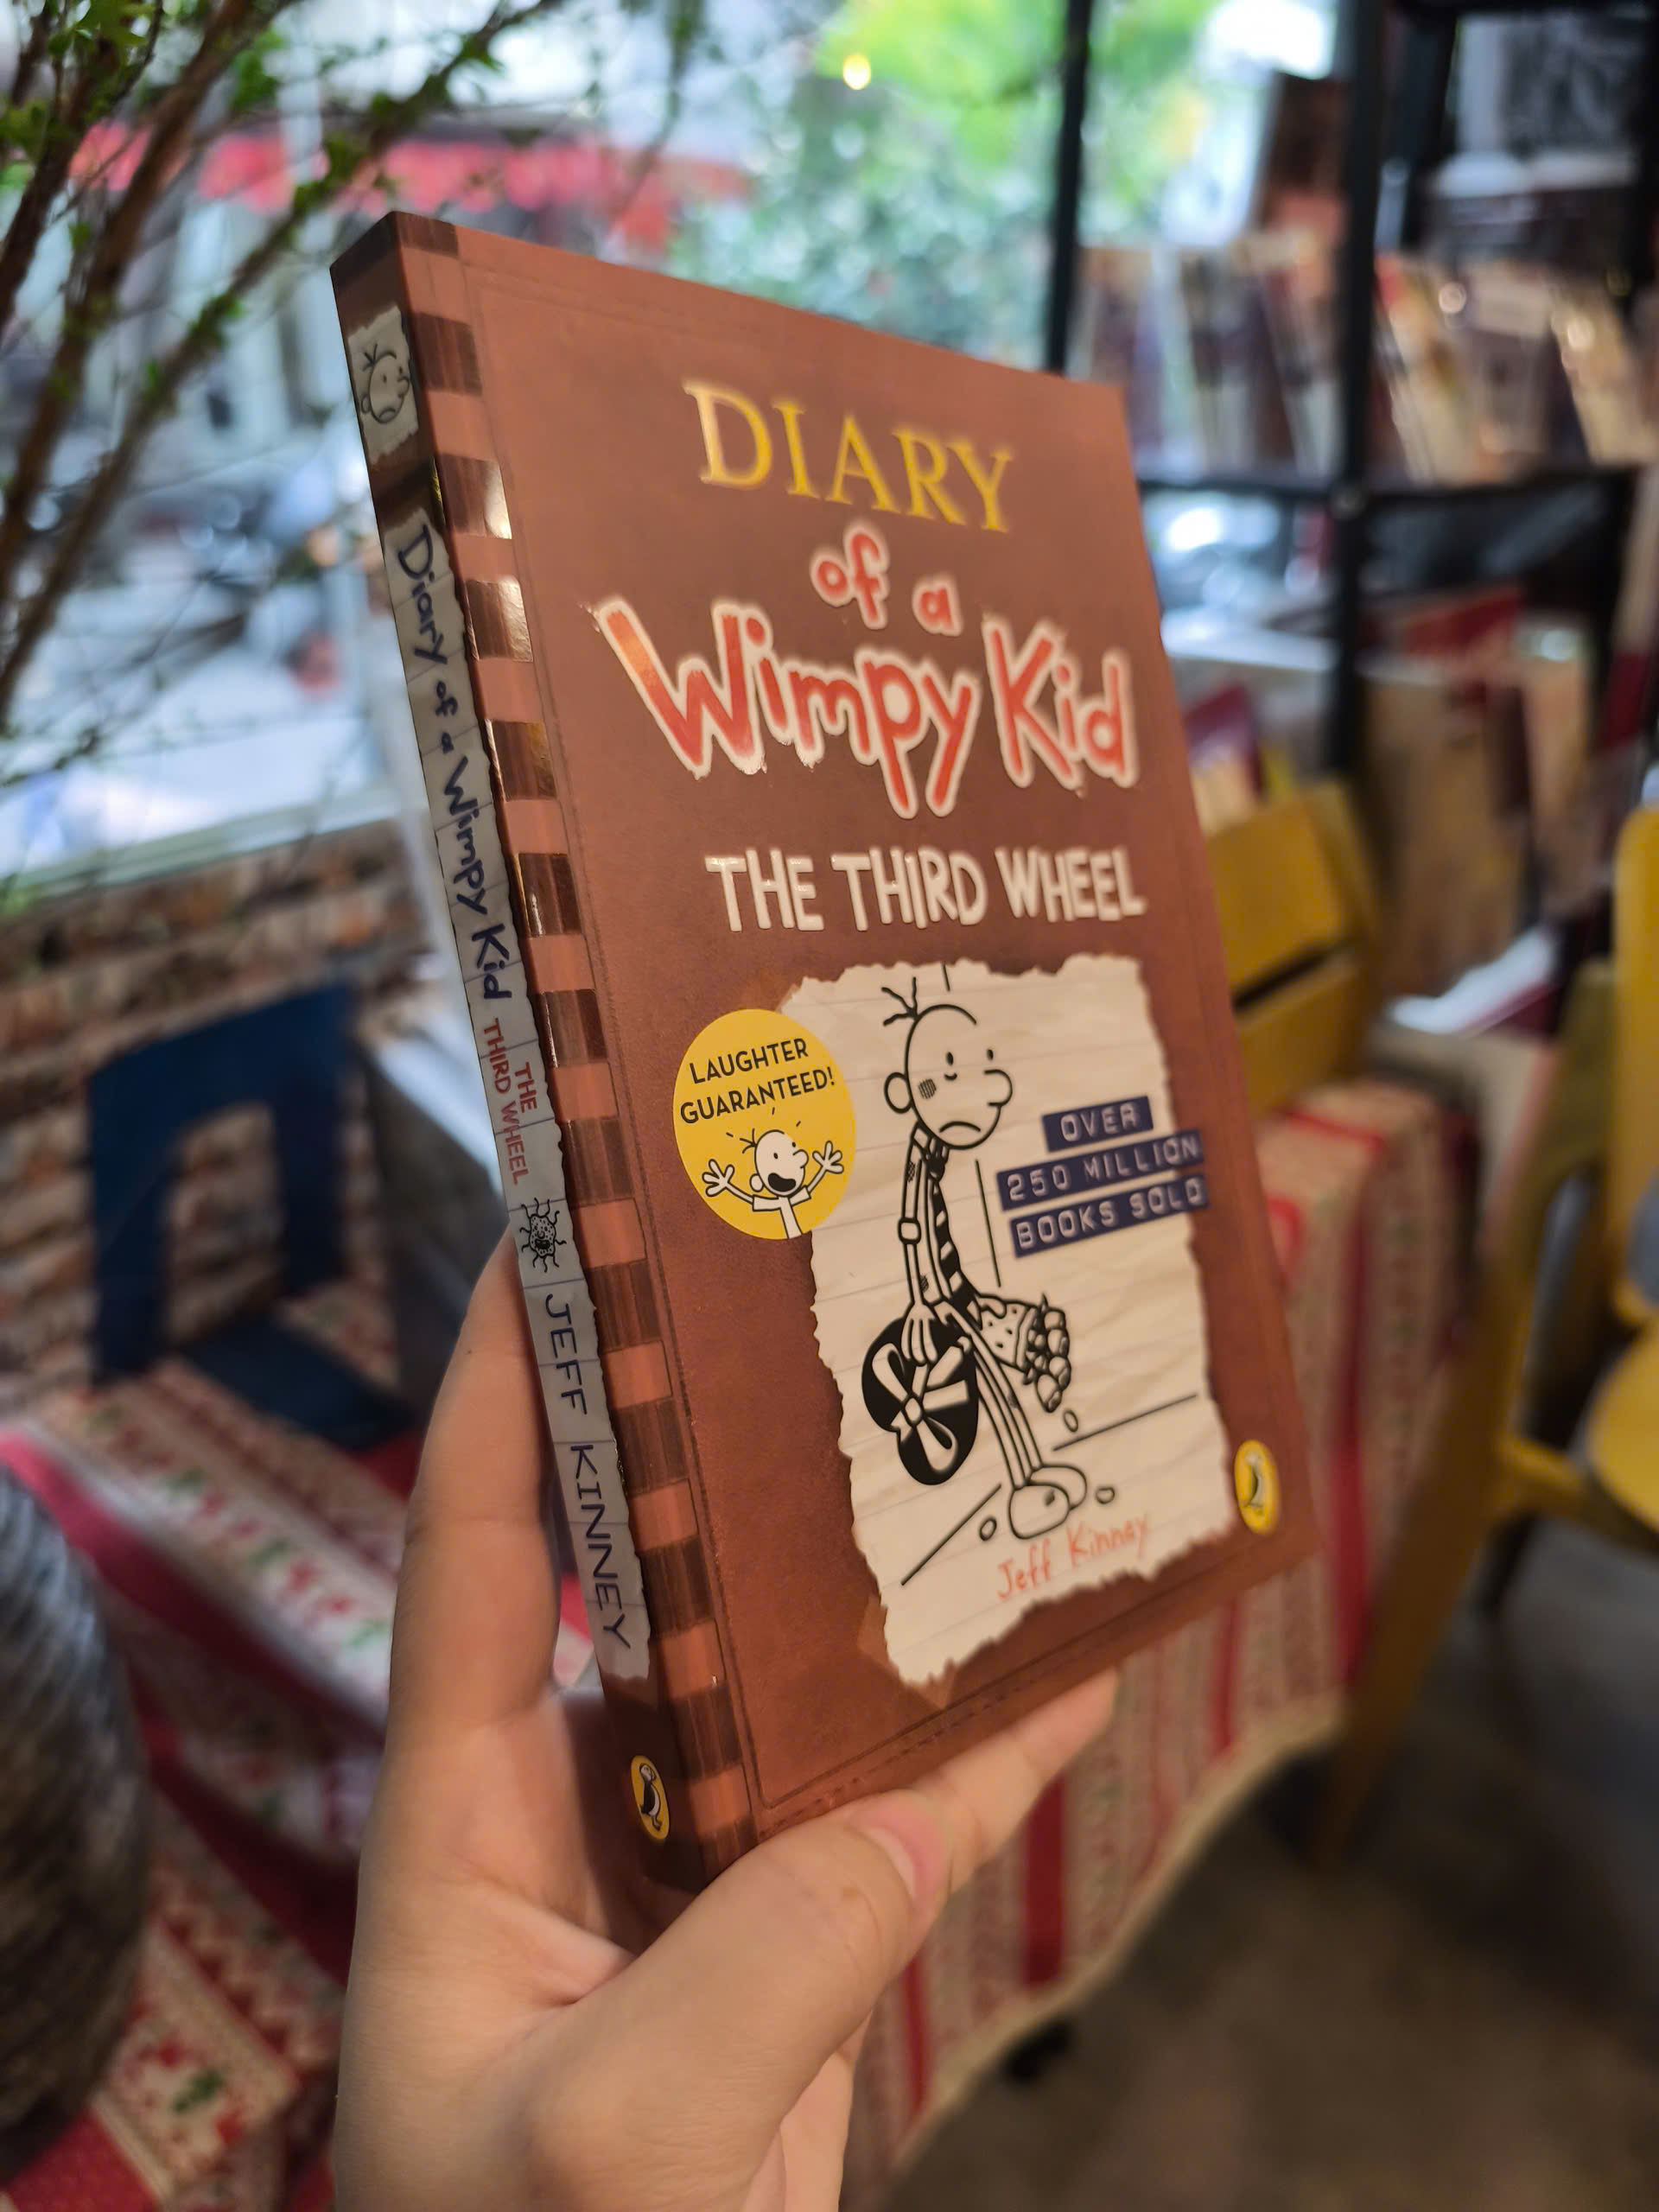 DIARY
of a
Wimpy Kid
THE THIRD WHEEL
LAUGHTER
GUARANTEED!
OVER
250 MILLION
BOOKS SOLD
Jeff Kinney
Diary of a Wimpy Kid
THE
THIRD WHEEL
JEFF KINNEY